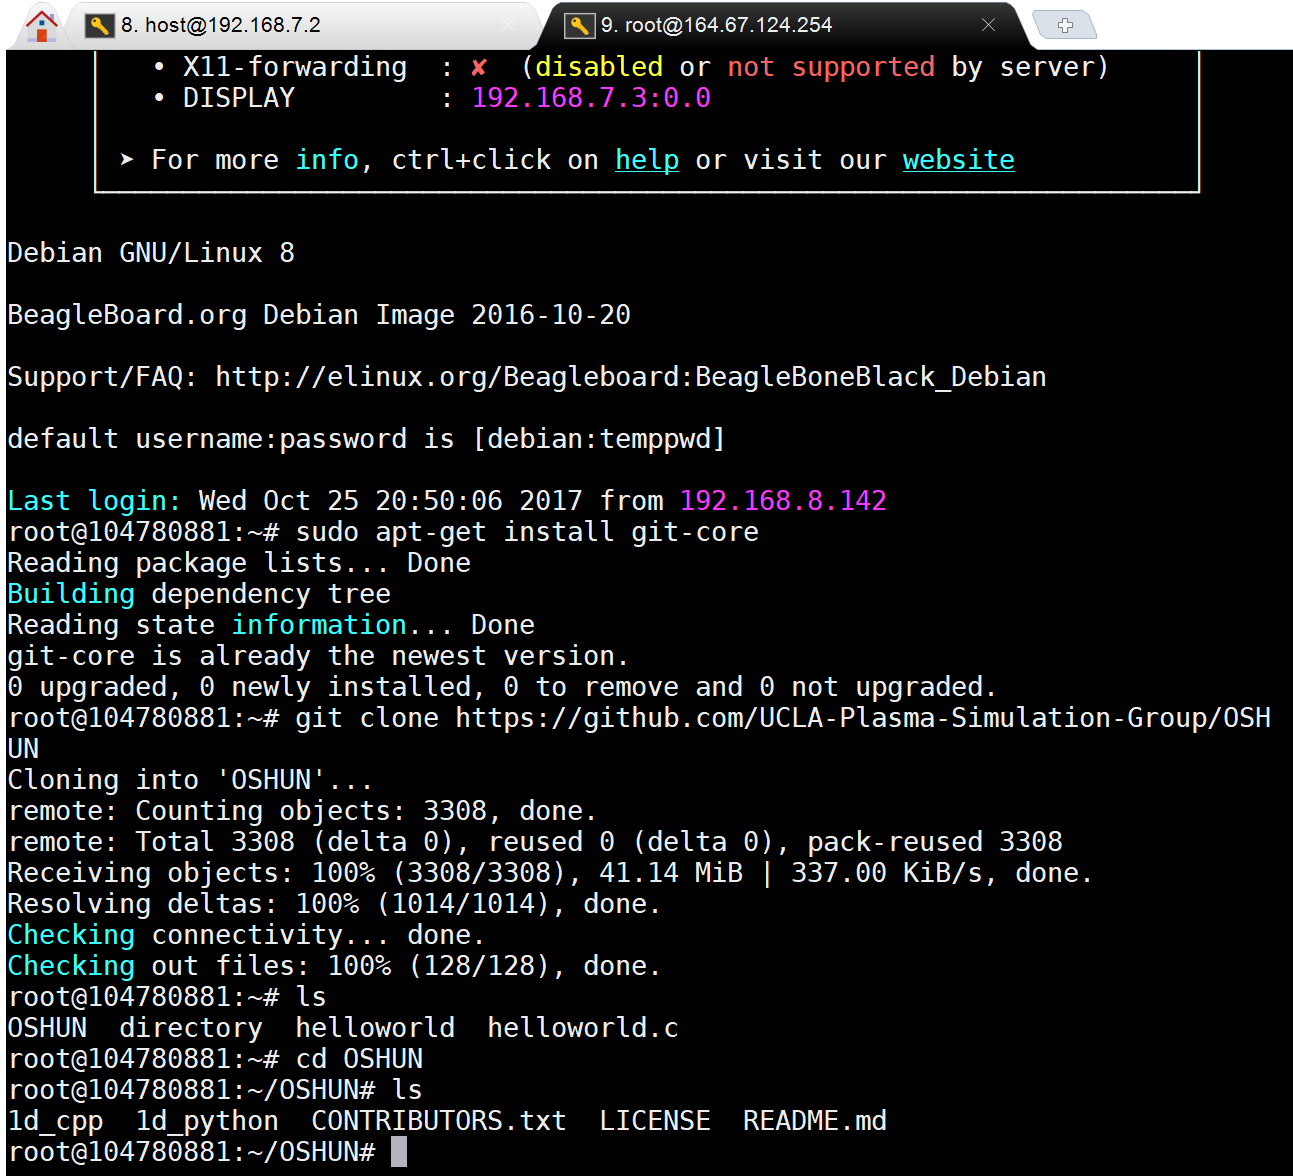 8. host@192.168.7.2
9. root@164.67.124.254
• X11-forwarding  : ✘  (disabled or not supported by server)
• DISPLAY         : 192.168.7.3:0.0
➤ For more info, ctrl+click on help or visit our website
Debian GNU/Linux 8
BeagleBoard.org Debian Image 2016-10-20
Support/FAQ: http://elinux.org/Beagleboard:BeagleBoneBlack_Debian
default username:password is [debian:temppwd]
Last login: Wed Oct 25 20:50:06 2017 from 192.168.8.142
root@104780881:~# sudo apt-get install git-core
Reading package lists... Done
Building dependency tree
Reading state information... Done
git-core is already the newest version.
0 upgraded, 0 newly installed, 0 to remove and 0 not upgraded.
root@104780881:~# git clone https://github.com/UCLA-Plasma-Simulation-Group/OSH
UN
Cloning into 'OSHUN'...
remote: Counting objects: 3308, done.
remote: Total 3308 (delta 0), reused 0 (delta 0), pack-reused 3308
Receiving objects: 100% (3308/3308), 41.14 MiB | 337.00 KiB/s, done.
Resolving deltas: 100% (1014/1014), done.
Checking connectivity... done.
Checking out files: 100% (128/128), done.
root@104780881:~# ls
OSHUN  directory  helloworld  helloworld.c
root@104780881:~# cd OSHUN
root@104780881:~/OSHUN# ls
1d_cpp  1d_python  CONTRIBUTORS.txt  LICENSE  README.md
root@104780881:~/OSHUN#